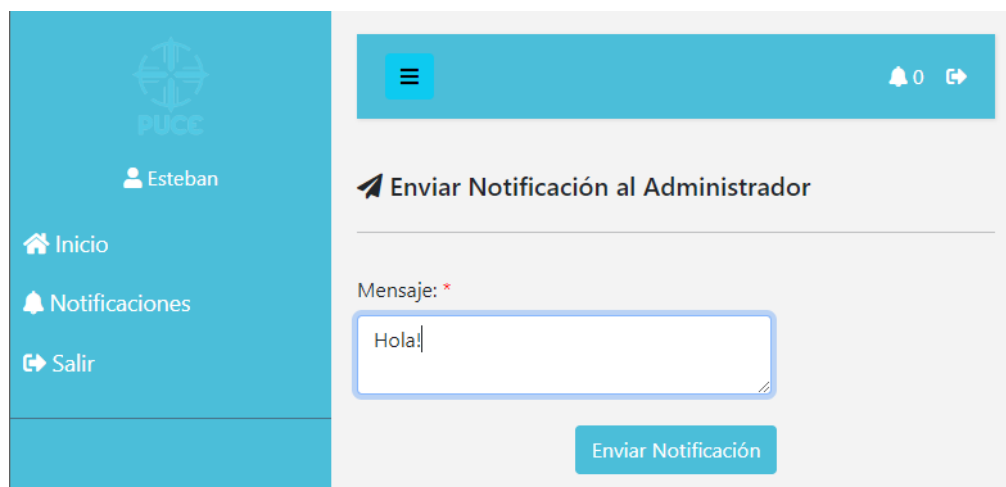 PUCE
Esteban
Inicio
Notificaciones
Salir
0
Enviar Notificación al Administrador
Mensaje: *
Hola!
Enviar Notificación